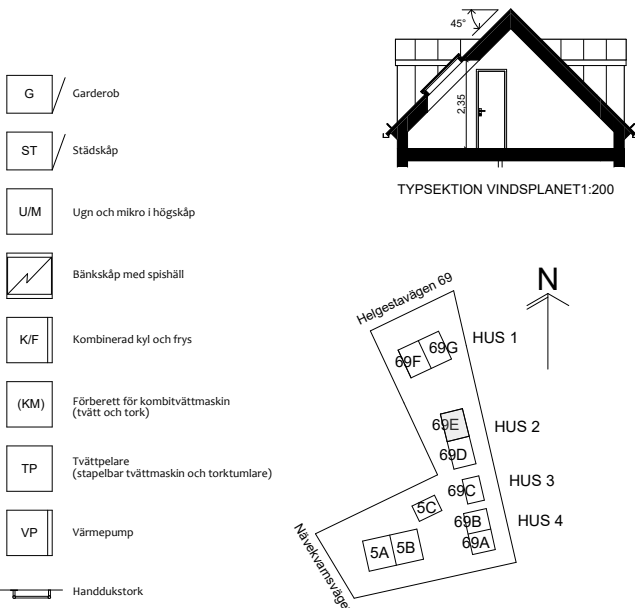 G
Garderob
ST
Städskåp
U/M
Ugn och mikro i högskåp
Bänkskåp med spishäll
K/F
Kombinerad kyl och frys
(KM)
Förberett för kombitvättmaskin
(tvätt och tork)
TP
Tvättpelare
(stapelbar tvättmaskin och torktumlare)
VP
Värmepump
Handdukstork
45°
2,35
TYPSEKTION VINDSPLANET1:200
N
Helgestavägen 69
69F
69G
HUS 1
69E
HUS 2
69D
69C
HUS 3
5C
69B
HUS 4
69A
5A
5B